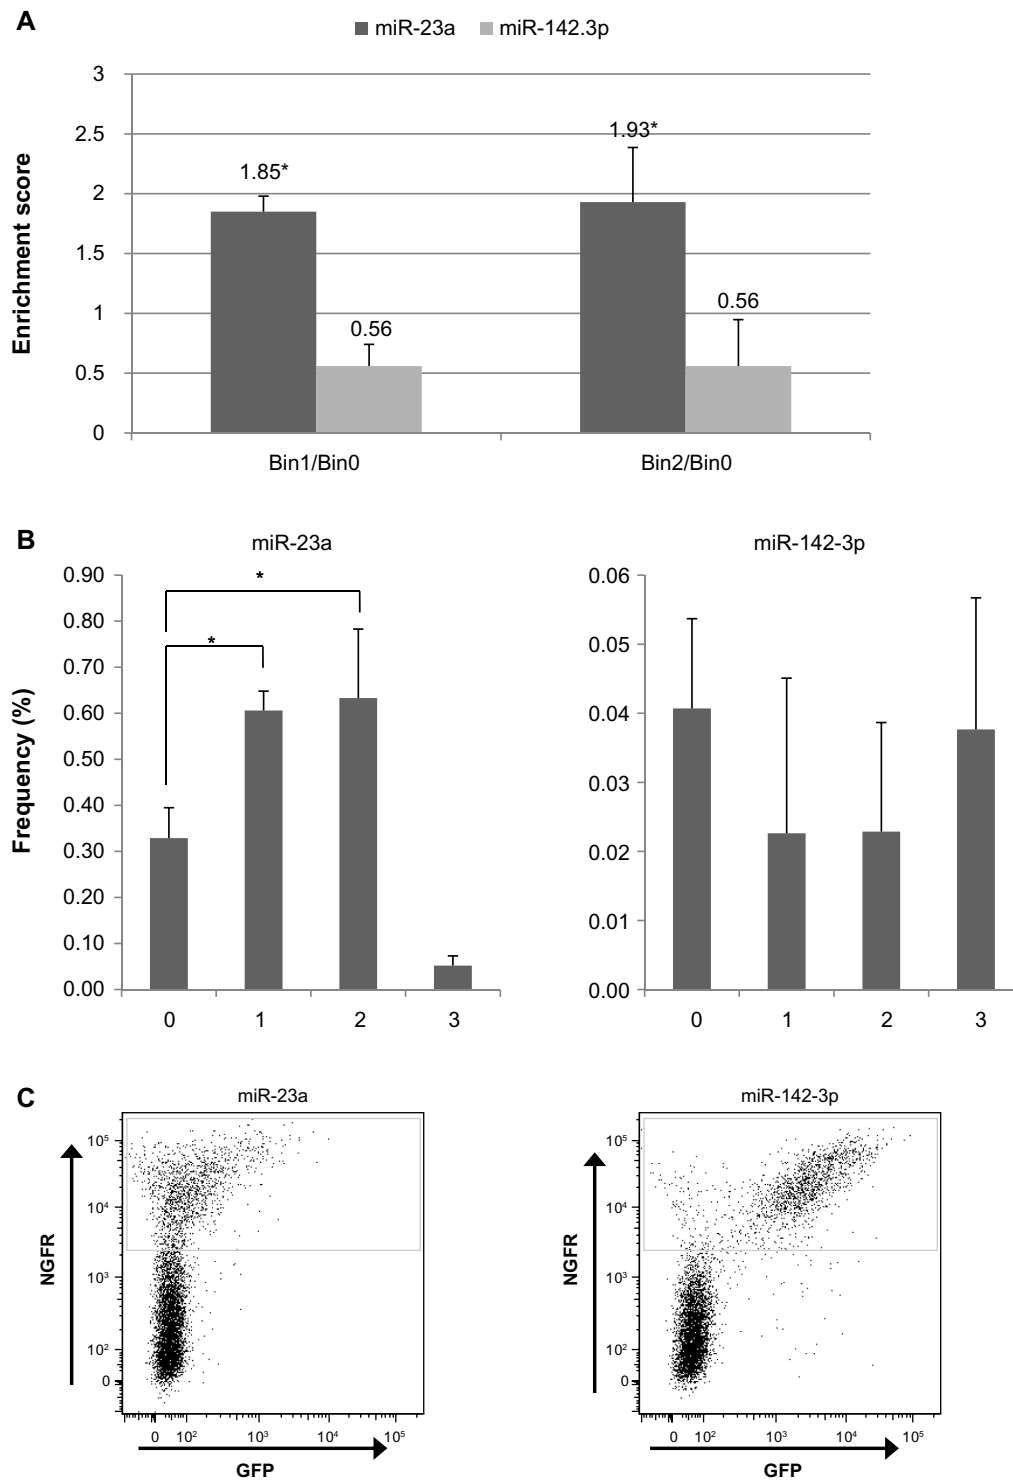 A
miR-23a miR-142.3p
Enrichment score
3
2.5
2
1.5
1
0.5
0
1.85*
0.56
1.93*
0.56
Bin1/Bin0 Bin2/Bin0
B
miR-23a
Frequency (%)
0.90
0.80
0.70
0.60
0.50
0.40
0.30
0.20
0.10
0.00
*
*
0 1 2 3
miR-142-3p
0.06
0.05
0.04
0.03
0.02
0.01
0.00
0 1 2 3
C
miR-23a
NGFR
10⁵
10⁴
10³
10²
0
0 10² 10³ 10⁴ 10⁵
GFP
miR-142-3p
NGFR
10⁵
10⁴
10³
10²
0
0 10² 10³ 10⁴ 10⁵
GFP